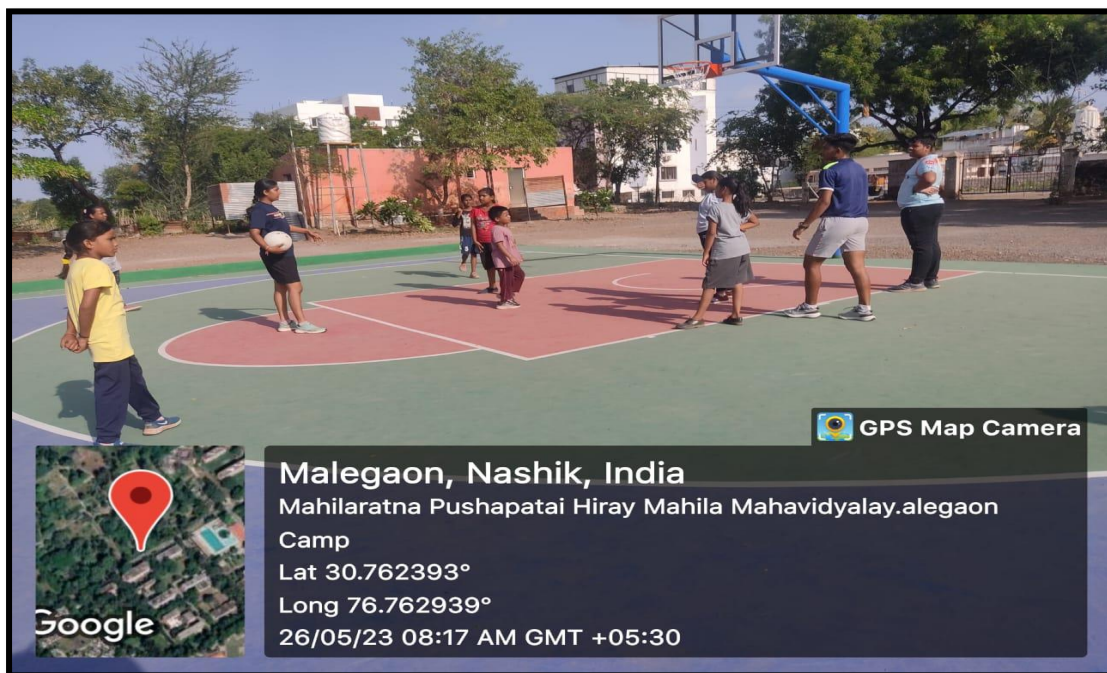 GPS Map Camera
Malegaon, Nashik, India
Mahilaratna Pushapatai Hiray Mahila Mahavidyalay.alegaon
Camp
Lat 30.762393°
Long 76.762939°
26/05/23 08:17 AM GMT +05:30
Google